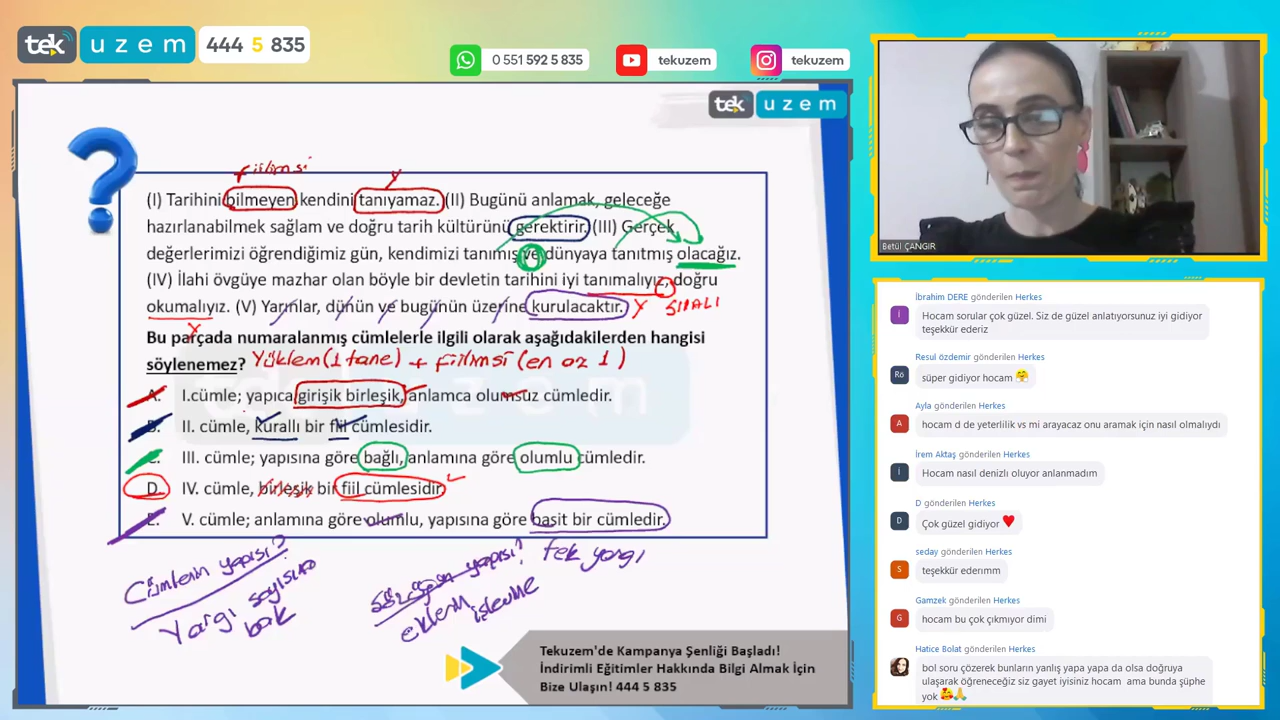 tek uzem 444 5 835
0 551 592 5 835 tekuzem tekuzem
tek uzem
fiilimsi
Y
(I) Tarihini bilmeyen kendini tanıyamaz. (II) Bugünü anlamak, geleceğe
hazırlanabilmek sağlam ve doğru tarih kültürünü gerektirir. (III) Gerçek
değerlerimizi öğrendiğimiz gün, kendimizi tanımış ve dünyaya tanıtmış olacağız.
(IV) İlahi övgüye mazhar olan böyle bir devletin tarihini iyi tanımalıyız, doğru
okumalıyız. (V) Yarınlar, dünün ve bugünün üzerine kurulacaktır. Y SIRALI
Y
Bu parçada numaralanmış cümlelerle ilgili olarak aşağıdakilerden hangisi
söylenemez? Yüklem (1 tane) + fiilimsi (en az 1)
A. I.cümle; yapıca girişik birleşik, anlamca olumsuz cümledir.
B. II. cümle, kurallı bir fiil cümlesidir.
C. III. cümle; yapısına göre bağlı, anlamına göre olumlu cümledir.
D. IV. cümle, birleşik bir fiil cümlesidir.
E. V. cümle; anlamına göre olumlu, yapısına göre basit bir cümledir.
Cümlenin yapısı?
Yargı sayısına
bak
Sözcüğün yapısı?
eklerin işlevine
tek yargı
Tekuzem'de Kampanya Şenliği Başladı!
İndirimli Eğitimler Hakkında Bilgi Almak İçin
Bize Ulaşın! 444 5 835
Betül ÇANGIR
İbrahim DERE gönderilen Herkes
İ
Hocam sorular çok güzel. Siz de güzel anlatıyorsunuz iyi gidiyor
teşekkür ederiz
Resul özdemir gönderilen Herkes
Rö
süper gidiyor hocam 🤗
Ayla gönderilen Herkes
A
hocam d de yeterlilik vs mi arayacaz onu aramak için nasıl olmalıydı
İrem Aktaş gönderilen Herkes
İ
Hocam nasıl denizlı oluyor anlanmadım
D gönderilen Herkes
D
Çok güzel gidiyor ♥
seday gönderilen Herkes
S
teşekkür ederımm
Gamzek gönderilen Herkes
G
hocam bu çok çıkmıyor dimi
Hatice Bolat gönderilen Herkes
bol soru çözerek bunların yanlış yapa yapa da olsa doğruya
ulaşarak öğreneceğiz siz gayet iyisiniz hocam ama bunda şüphe
yok 🥰🙏